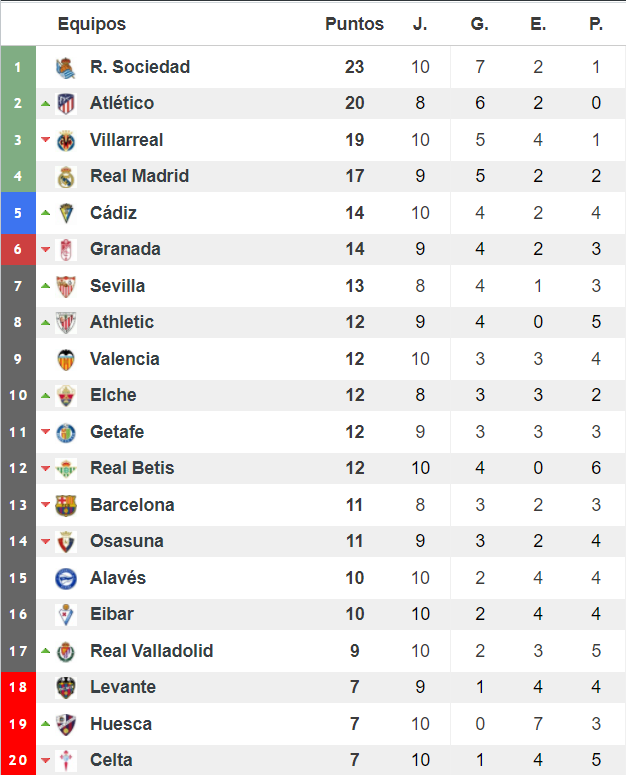 Equipos Puntos J. G. E. P.
1 R. Sociedad 23 10 7 2 1
2 Atlético 20 8 6 2 0
3 Villarreal 19 10 5 4 1
4 Real Madrid 17 9 5 2 2
5 Cádiz 14 10 4 2 4
6 Granada 14 9 4 2 3
7 Sevilla 13 8 4 1 3
8 Athletic 12 9 4 0 5
9 Valencia 12 10 3 3 4
10 Elche 12 8 3 3 2
11 Getafe 12 9 3 3 3
12 Real Betis 12 10 4 0 6
13 Barcelona 11 8 3 2 3
14 Osasuna 11 9 3 2 4
15 Alavés 10 10 2 4 4
16 Eibar 10 10 2 4 4
17 Real Valladolid 9 10 2 3 5
18 Levante 7 9 1 4 4
19 Huesca 7 10 0 7 3
20 Celta 7 10 1 4 5